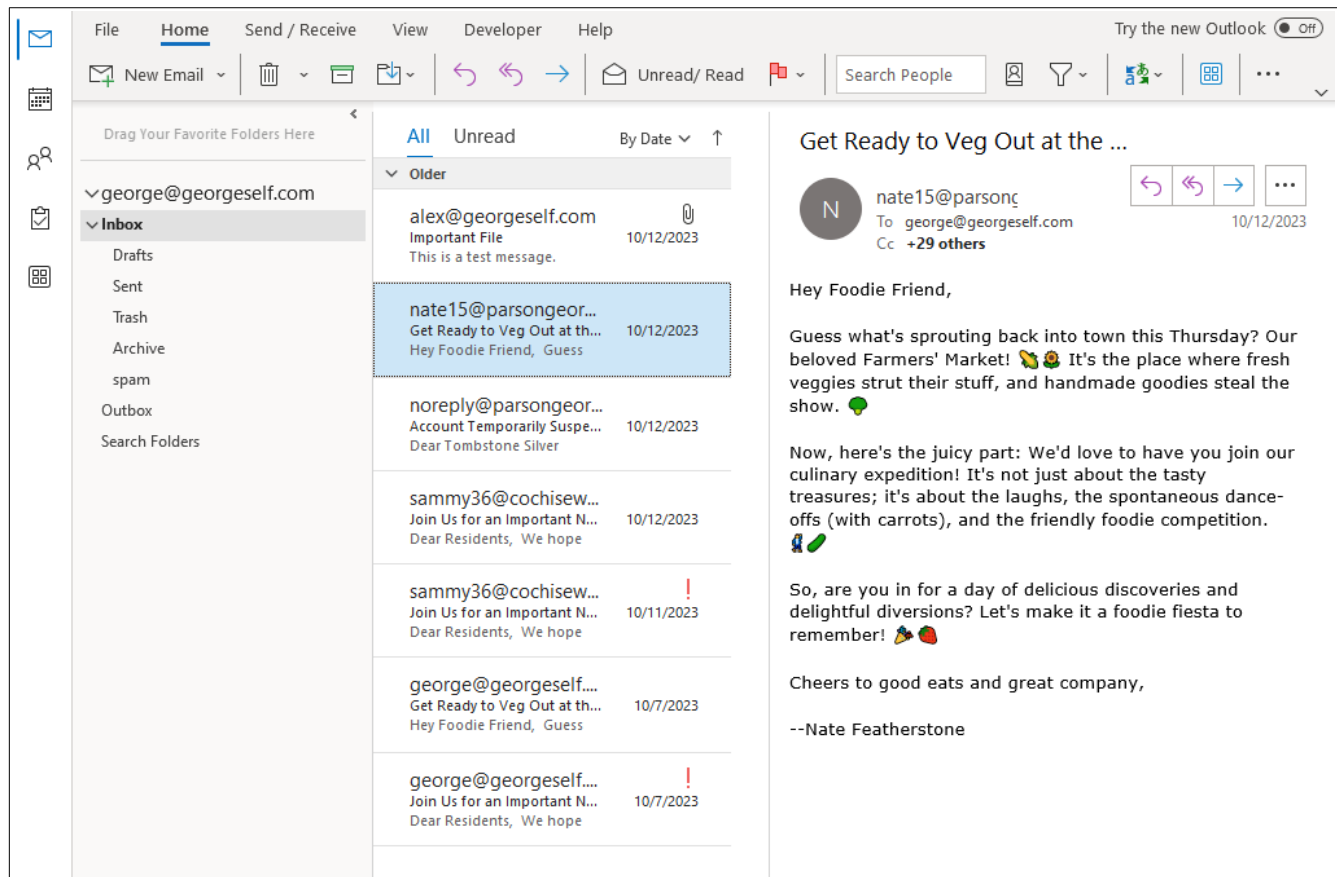 File Home Send / Receive View Developer Help Try the new Outlook Off
New Email Unread/ Read Search People
Drag Your Favorite Folders Here
george@georgeself.com
Inbox
Drafts
Sent
Trash
Archive
spam
Outbox
Search Folders
All Unread By Date
Older
alex@georgeself.com
Important File 10/12/2023
This is a test message.
nate15@parsongeor...
Get Ready to Veg Out at th... 10/12/2023
Hey Foodie Friend, Guess
noreply@parsongeor...
Account Temporarily Suspe... 10/12/2023
Dear Tombstone Silver
sammy36@cochisew...
Join Us for an Important N... 10/12/2023
Dear Residents, We hope
sammy36@cochisew...
Join Us for an Important N... 10/11/2023
Dear Residents, We hope
george@georgeself....
Get Ready to Veg Out at th... 10/7/2023
Hey Foodie Friend, Guess
george@georgeself....
Join Us for an Important N... 10/7/2023
Dear Residents, We hope
Get Ready to Veg Out at the ...
N
nate15@parsong
To george@georgeself.com 10/12/2023
Cc +29 others
Hey Foodie Friend,
Guess what's sprouting back into town this Thursday? Our
beloved Farmers' Market! 🌽🌻 It's the place where fresh
veggies strut their stuff, and handmade goodies steal the
show. 🥦
Now, here's the juicy part: We'd love to have you join our
culinary expedition! It's not just about the tasty
treasures; it's about the laughs, the spontaneous dance-
offs (with carrots), and the friendly foodie competition.
So, are you in for a day of delicious discoveries and
delightful diversions? Let's make it a foodie fiesta to
remember! 🎉🍓
Cheers to good eats and great company,
--Nate Featherstone